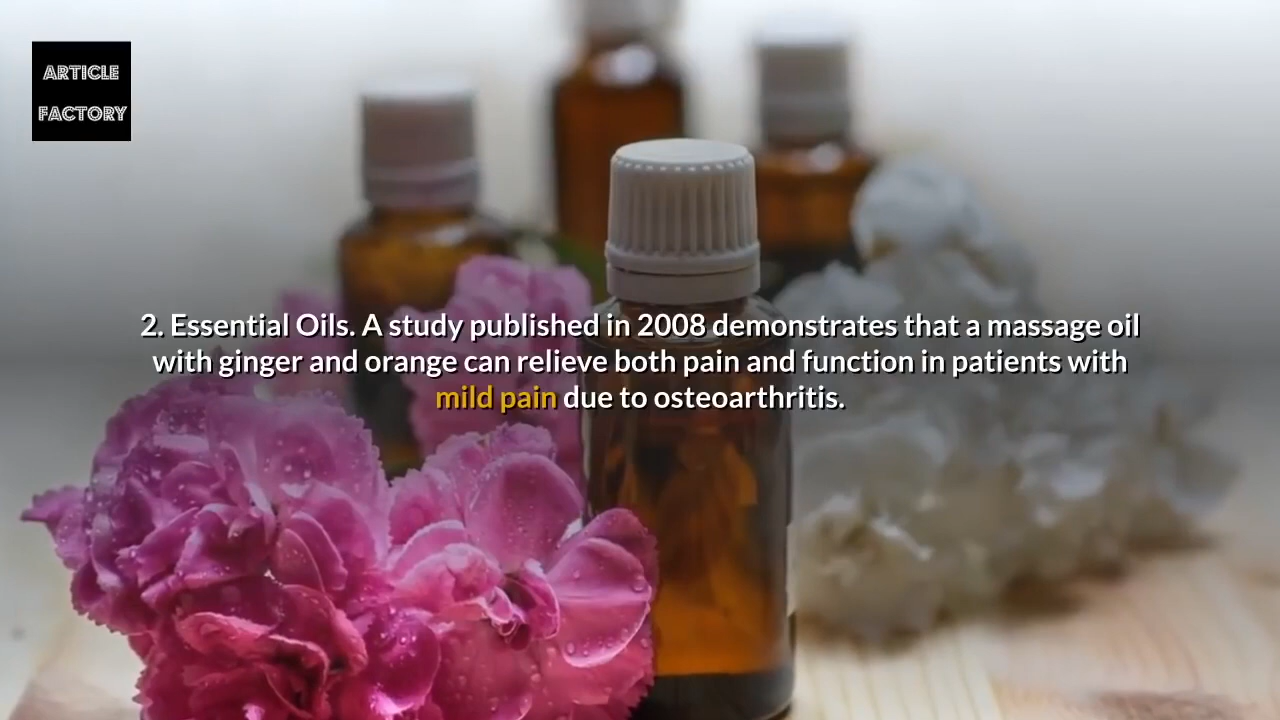 ARTICLE
FACTORY
2. Essential Oils. A study published in 2008 demonstrates that a massage oil
with ginger and orange can relieve both pain and function in patients with
mild pain due to osteoarthritis.